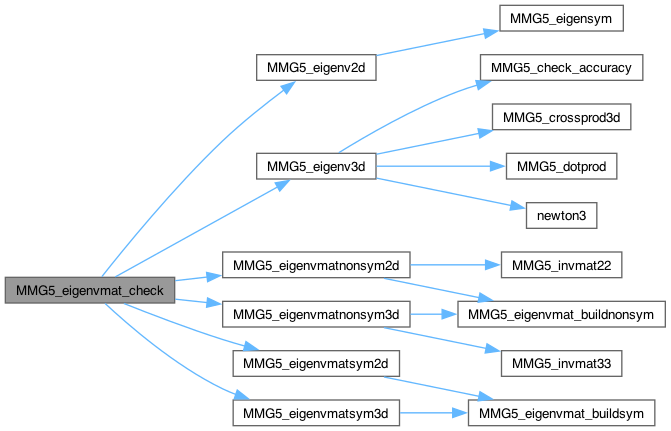 MMG5_eigenvmat_check
MMG5_eigenv2d
MMG5_eigensym
MMG5_eigenv3d
MMG5_check_accuracy
MMG5_crossprod3d
MMG5_dotprod
newton3
MMG5_eigenvmatnonsym2d
MMG5_invmat22
MMG5_eigenvmat_buildnonsym
MMG5_eigenvmatnonsym3d
MMG5_invmat33
MMG5_eigenvmatsym2d
MMG5_eigenvmat_buildsym
MMG5_eigenvmatsym3d